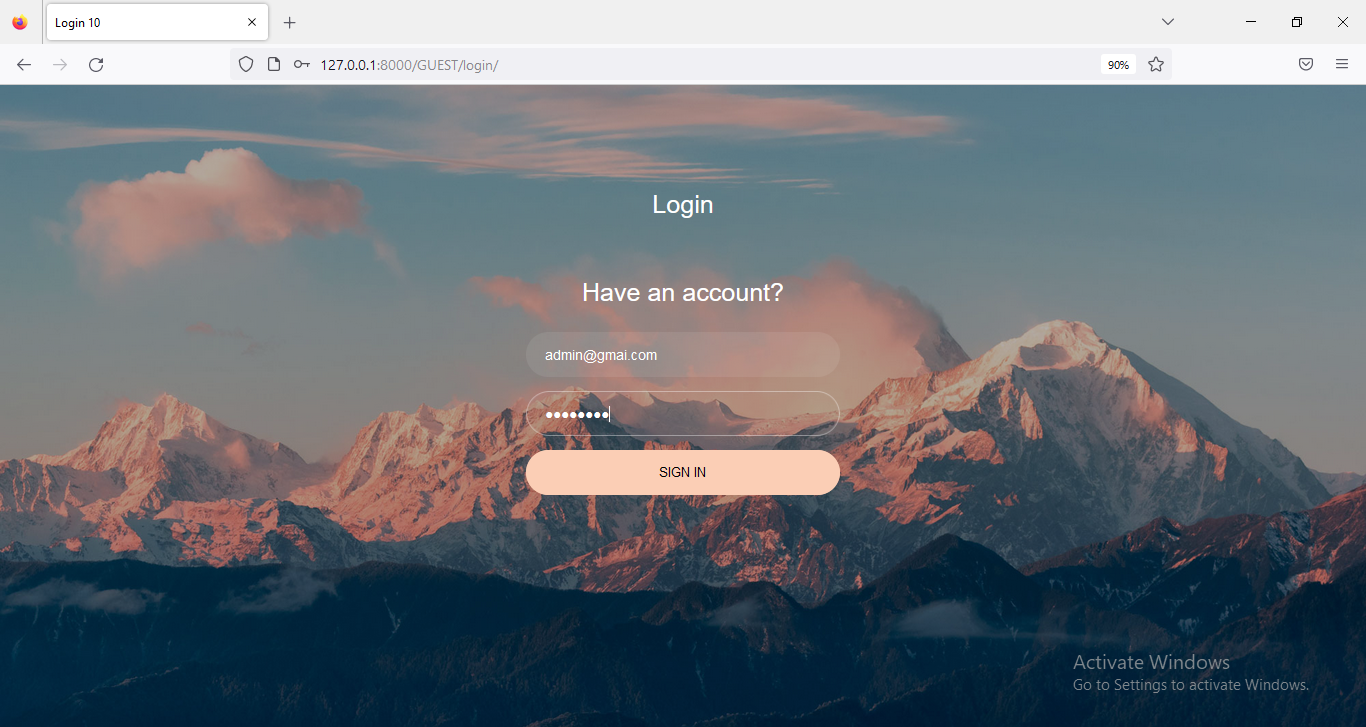 Login 10
127.0.0.1:8000/GUEST/login/
90%
Login
Have an account?
admin@gmai.com
SIGN IN
Activate Windows
Go to Settings to activate Windows.